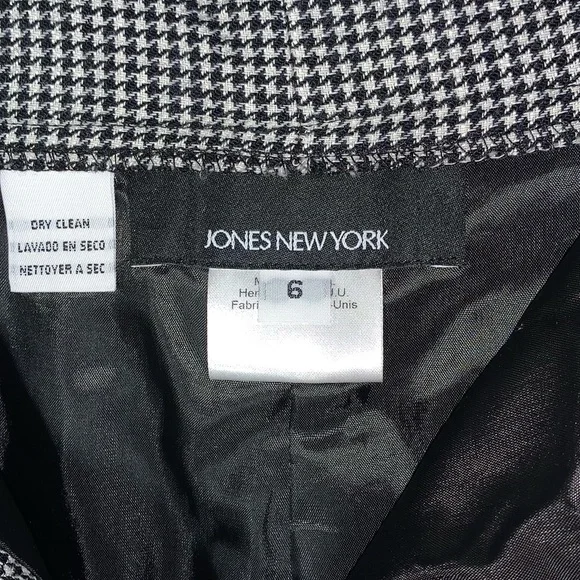 DRY CLEAN
LAVADO EN SECO
NETTOYER A SEC
JONES NEW YORK
6